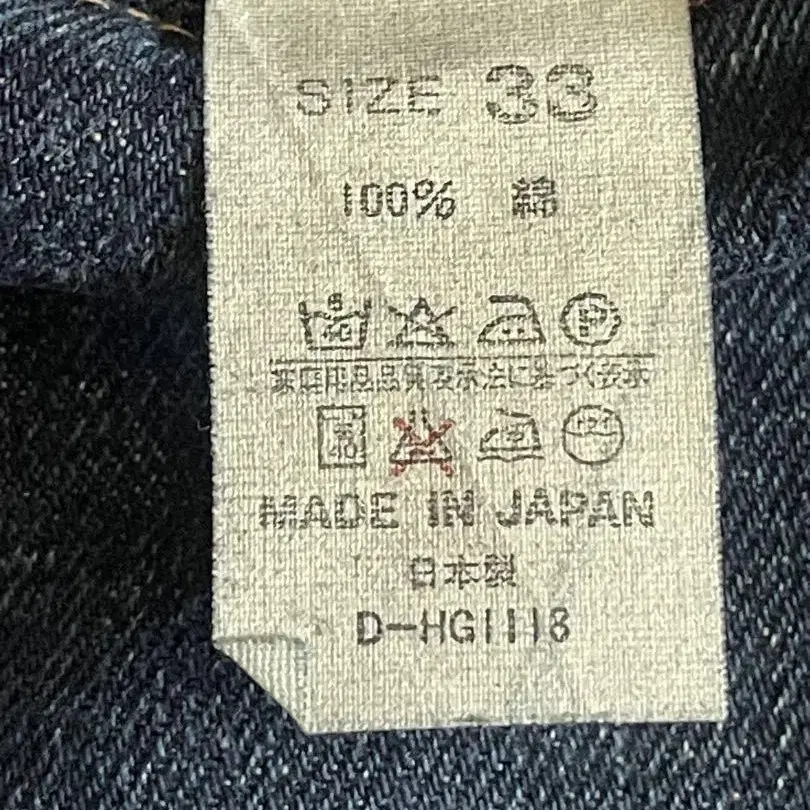 SIZE 33
100% 綿
P
家庭用品品質表示法に基づく表示
40
MADE IN JAPAN
日本製
D-HG1118